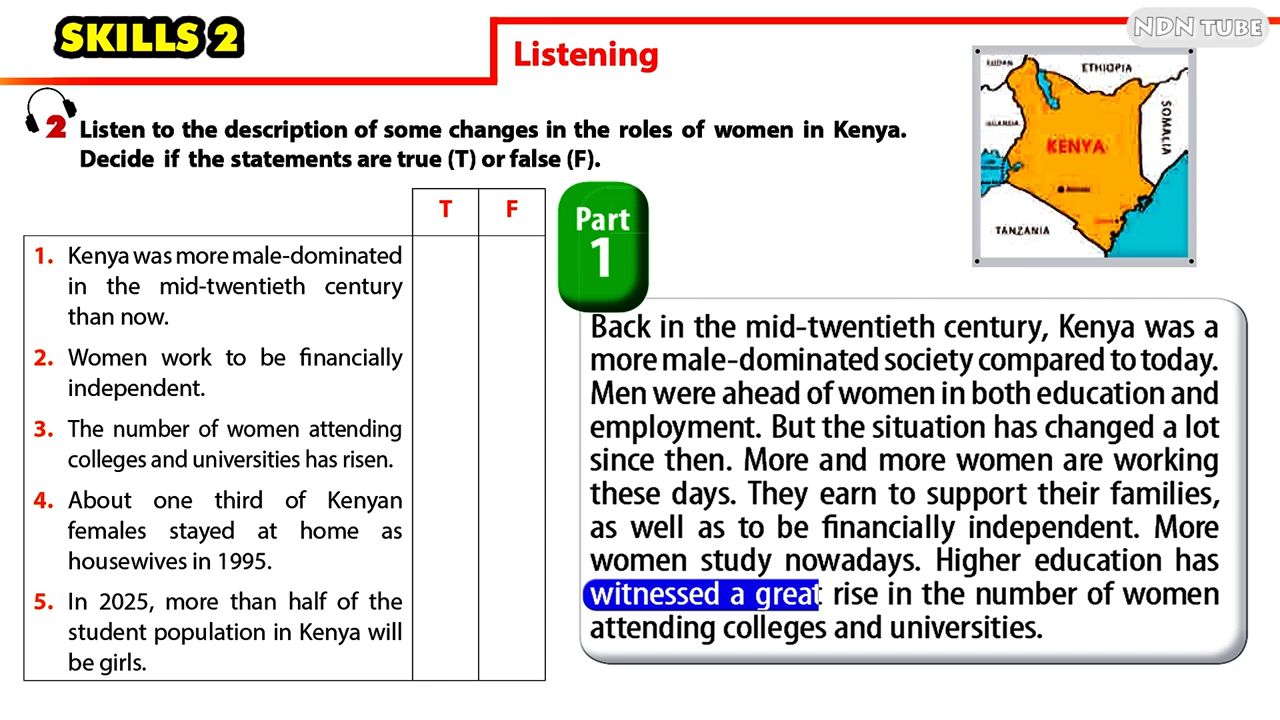 SKILLS 2
Listening
NDN TUBE
2 Listen to the description of some changes in the roles of women in Kenya.
Decide if the statements are true (T) or false (F).
T F
1. Kenya was more male-dominated
in the mid-twentieth century
than now.
2. Women work to be financially
independent.
3. The number of women attending
colleges and universities has risen.
4. About one third of Kenyan
females stayed at home as
housewives in 1995.
5. In 2025, more than half of the
student population in Kenya will
be girls.
ETHIOPIA
SOMALIA
KENYA
TANZANIA
Part
1
Back in the mid-twentieth century, Kenya was a
more male-dominated society compared to today.
Men were ahead of women in both education and
employment. But the situation has changed a lot
since then. More and more women are working
these days. They earn to support their families,
as well as to be financially independent. More
women study nowadays. Higher education has
witnessed a great rise in the number of women
attending colleges and universities.